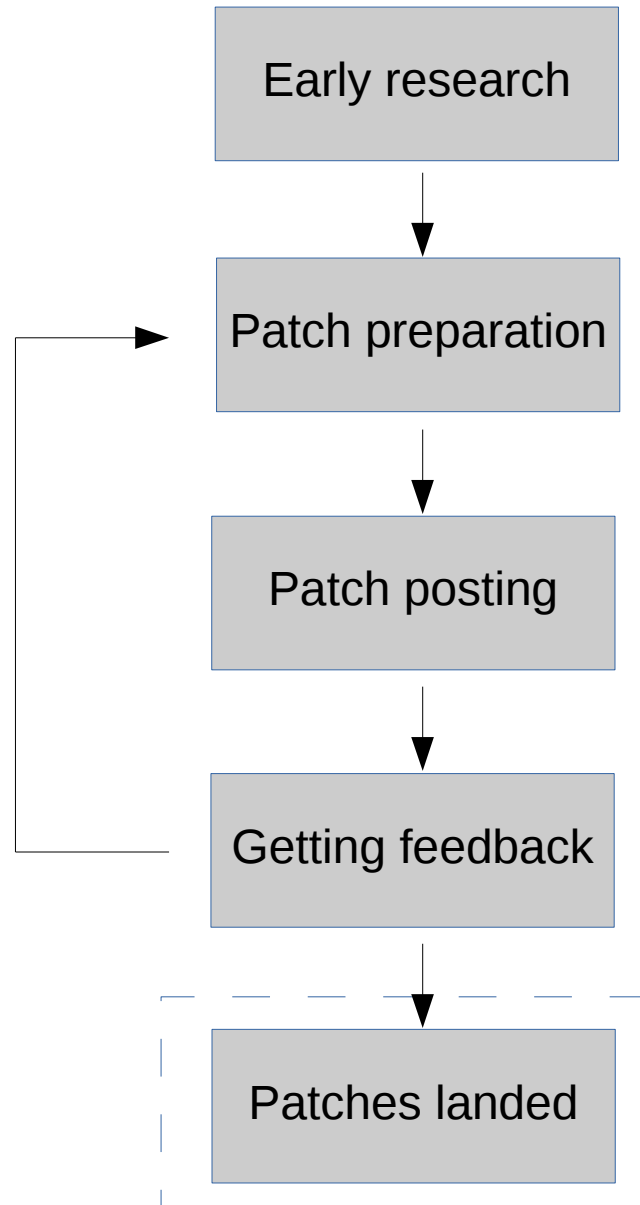 Early research
Patch preparation
Patch posting
Getting feedback
Patches landed